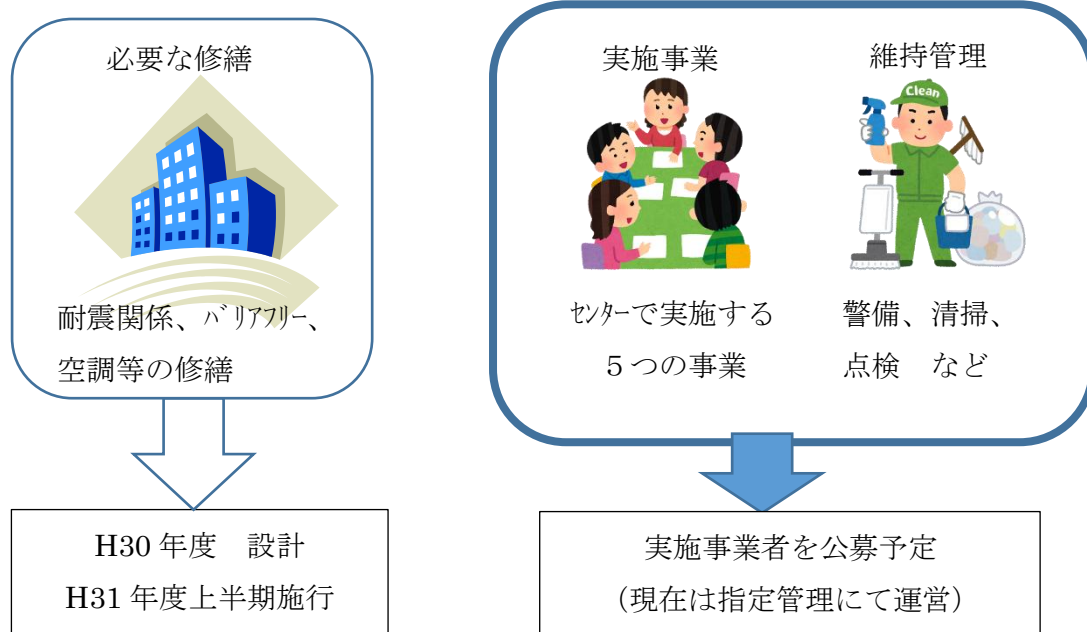 必要な修繕
耐震関係、バリアフリー、
空調等の修繕
H30 年度　設計
H31 年度上半期施行
実施事業
センターで実施する
５つの事業
維持管理
Clean
警備、清掃、
点検　など
実施事業者を公募予定
（現在は指定管理にて運営）